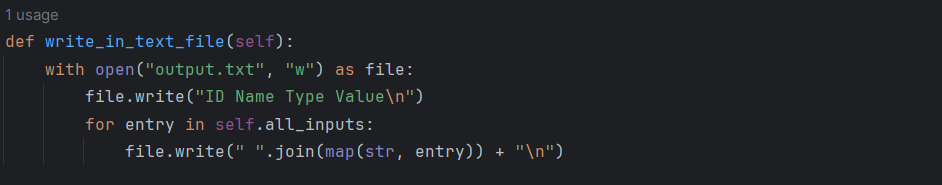 1 usage
def write_in_text_file(self):
    with open("output.txt", "w") as file:
        file.write("ID Name Type Value\n")
        for entry in self.all_inputs:
            file.write(" ".join(map(str, entry)) + "\n")